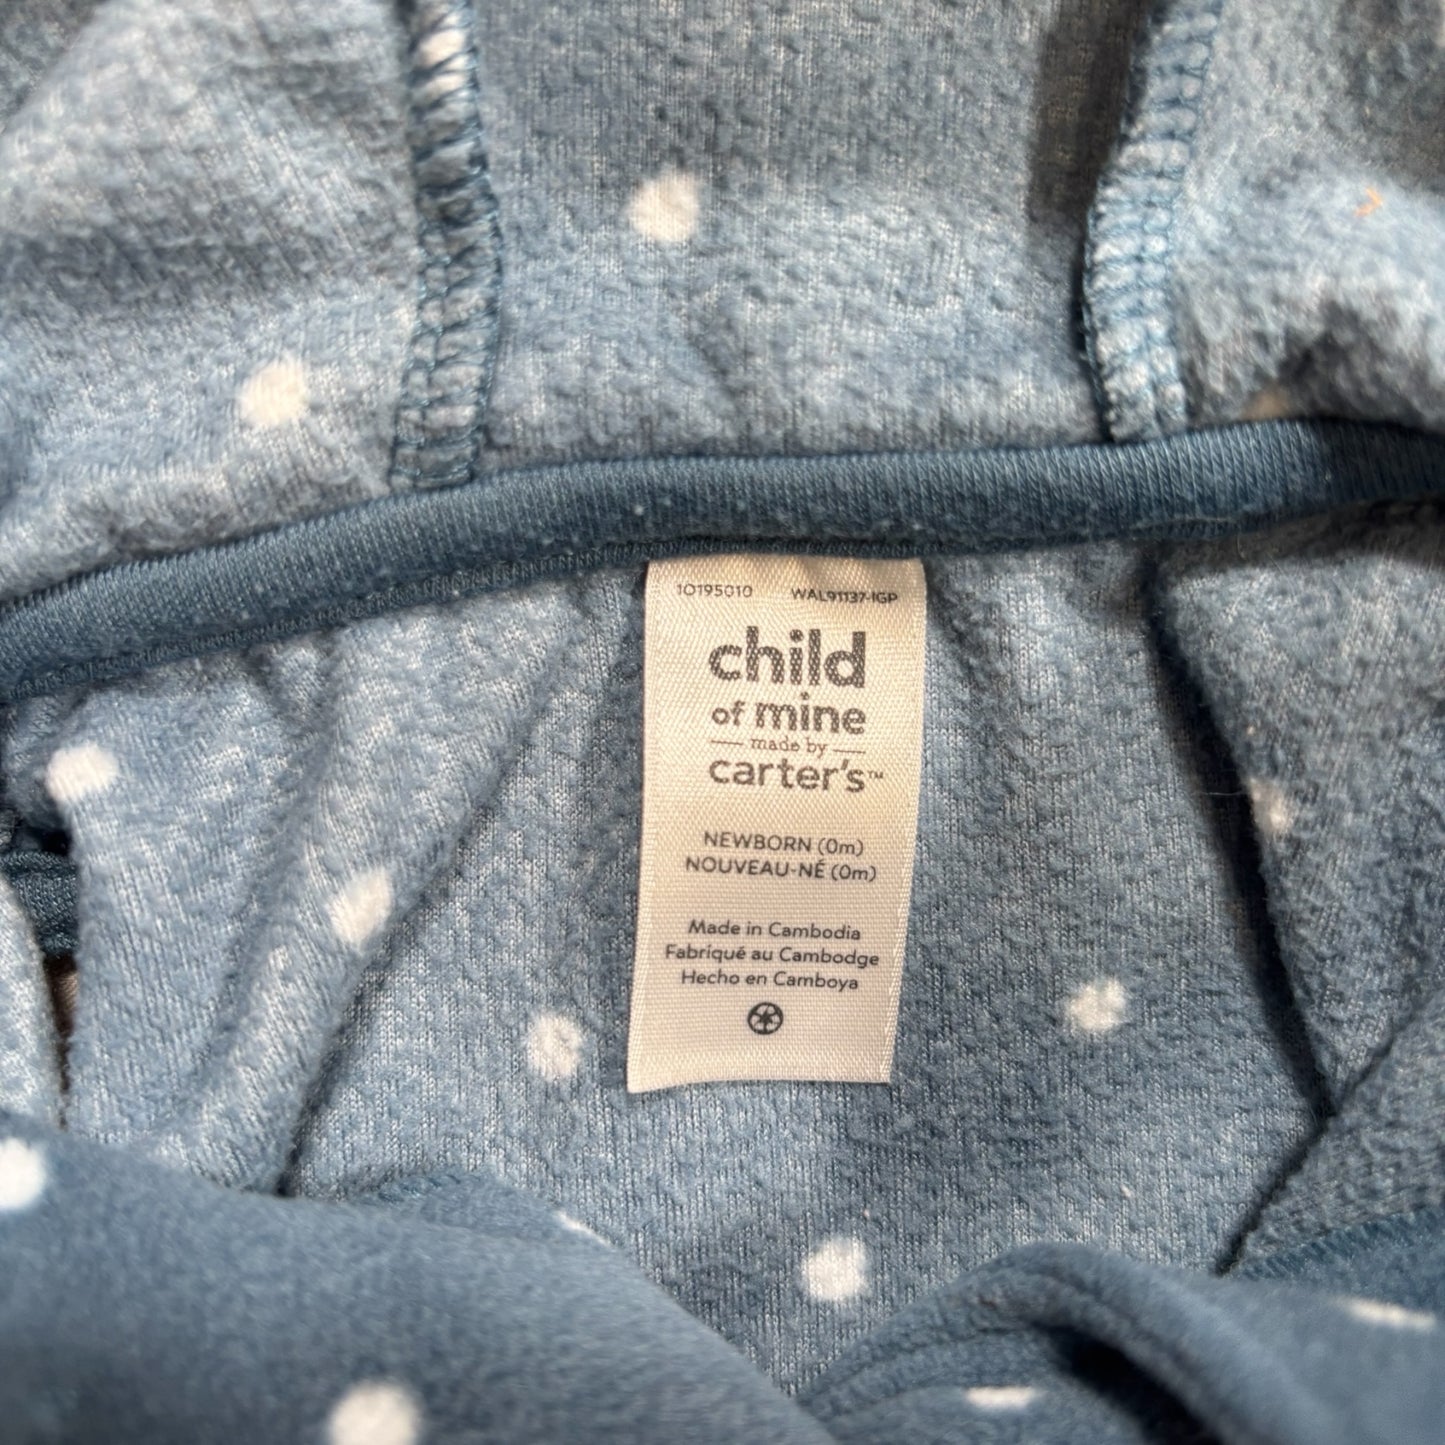 10195010 WAL91137-IGP
child
of mine
made by
carter's™
NEWBORN (0m)
NOUVEAU-NÉ (0m)
Made in Cambodia
Fabriqué au Cambodge
Hecho en Camboya